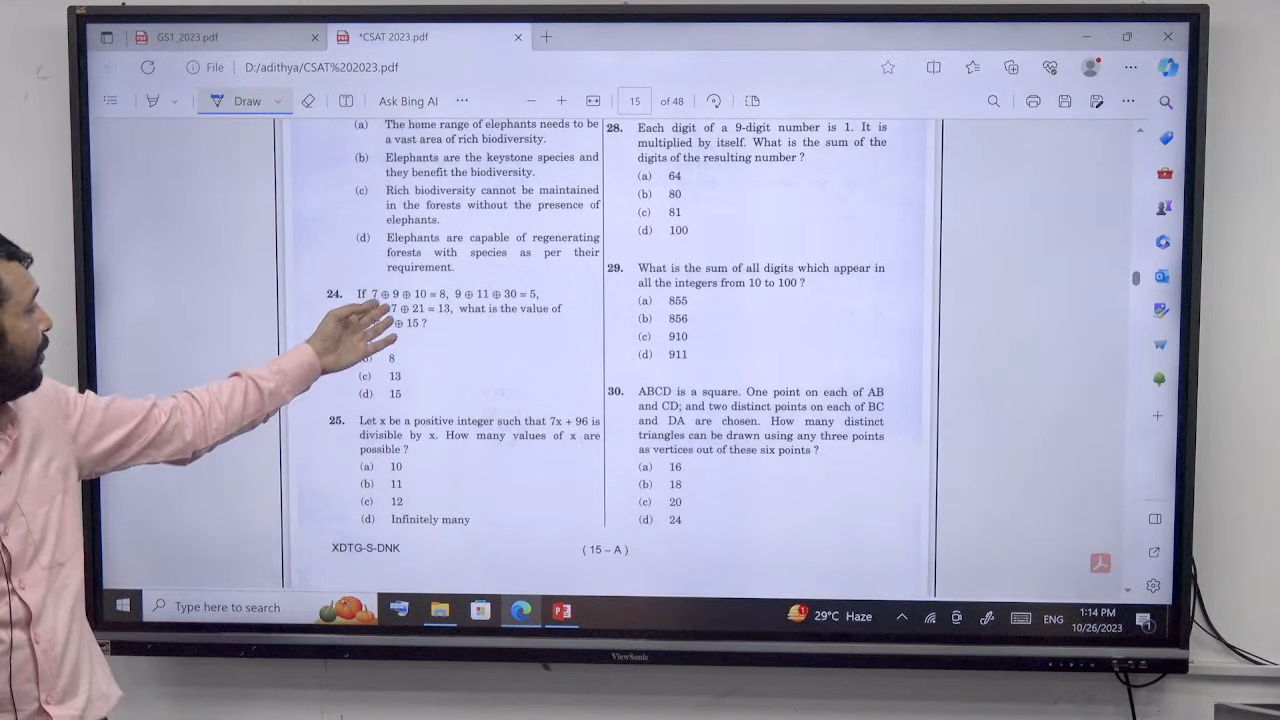 GS1_2023.pdf
*CSAT 2023.pdf
File D:/adithya/CSAT%202023.pdf
Draw
Ask Bing AI
15 of 48
(a) The home range of elephants needs to be
a vast area of rich biodiversity.
(b) Elephants are the keystone species and
they benefit the biodiversity.
(c) Rich biodiversity cannot be maintained
in the forests without the presence of
elephants.
(d) Elephants are capable of regenerating
forests with species as per their
requirement.
24. If 7 ⊕ 9 ⊕ 10 = 8, 9 ⊕ 11 ⊕ 30 = 5,
7 ⊕ 21 = 13, what is the value of
⊕ 15 ?
8
(c) 13
(d) 15
25. Let x be a positive integer such that 7x + 96 is
divisible by x. How many values of x are
possible ?
(a) 10
(b) 11
(c) 12
(d) Infinitely many
XDTG-S-DNK
( 15 – A )
28. Each digit of a 9-digit number is 1. It is
multiplied by itself. What is the sum of the
digits of the resulting number ?
(a) 64
(b) 80
(c) 81
(d) 100
29. What is the sum of all digits which appear in
all the integers from 10 to 100 ?
(a) 855
(b) 856
(c) 910
(d) 911
30. ABCD is a square. One point on each of AB
and CD; and two distinct points on each of BC
and DA are chosen. How many distinct
triangles can be drawn using any three points
as vertices out of these six points ?
(a) 16
(b) 18
(c) 20
(d) 24
Type here to search
29°C Haze
ENG
1:14 PM
10/26/2023
ViewSonic